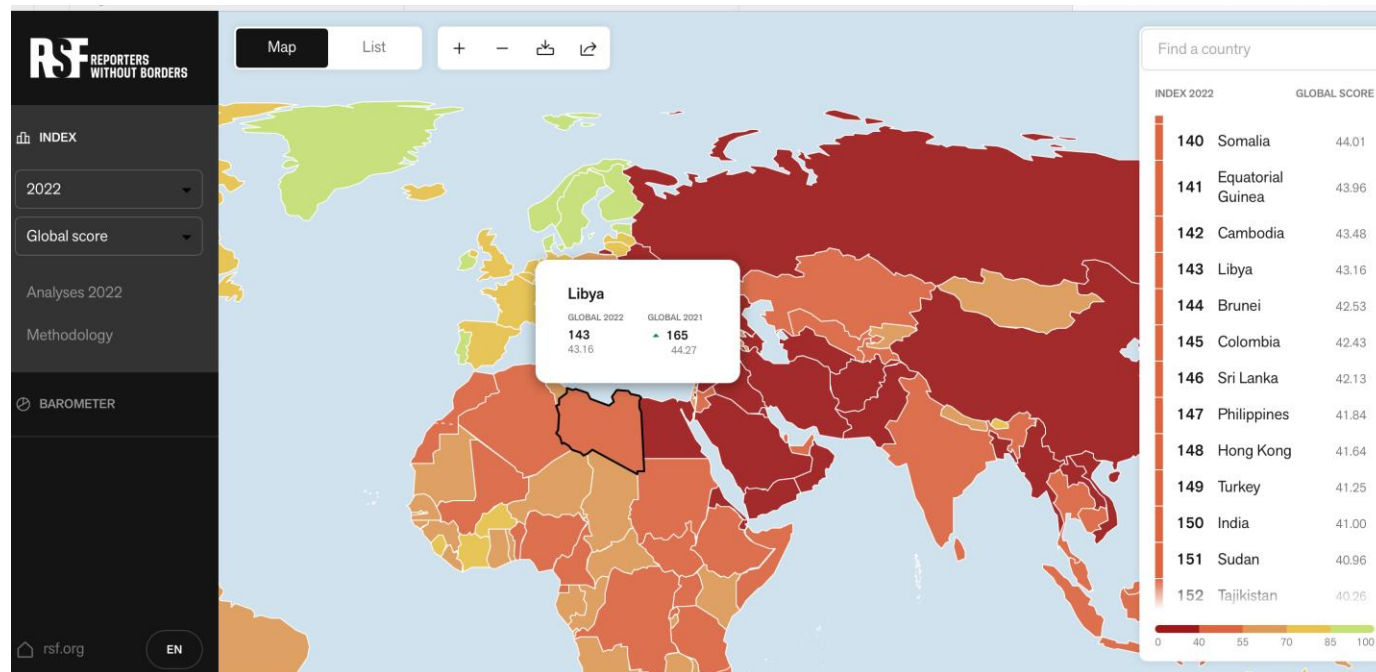 RSF REPORTERS
WITHOUT BORDERS
INDEX
2022
Global score
Analyses 2022
Methodology
BAROMETER
rsf.org
EN
Map List
Libya
GLOBAL 2022 GLOBAL 2021
143 165
43.16 44.27
Find a country
INDEX 2022 GLOBAL SCORE
140 Somalia 44.01
141 Equatorial
Guinea 43.96
142 Cambodia 43.48
143 Libya 43.16
144 Brunei 42.53
145 Colombia 42.43
146 Sri Lanka 42.13
147 Philippines 41.84
148 Hong Kong 41.64
149 Turkey 41.25
150 India 41.00
151 Sudan 40.96
152 Tajikistan 40.26
0 40 55 70 85 100